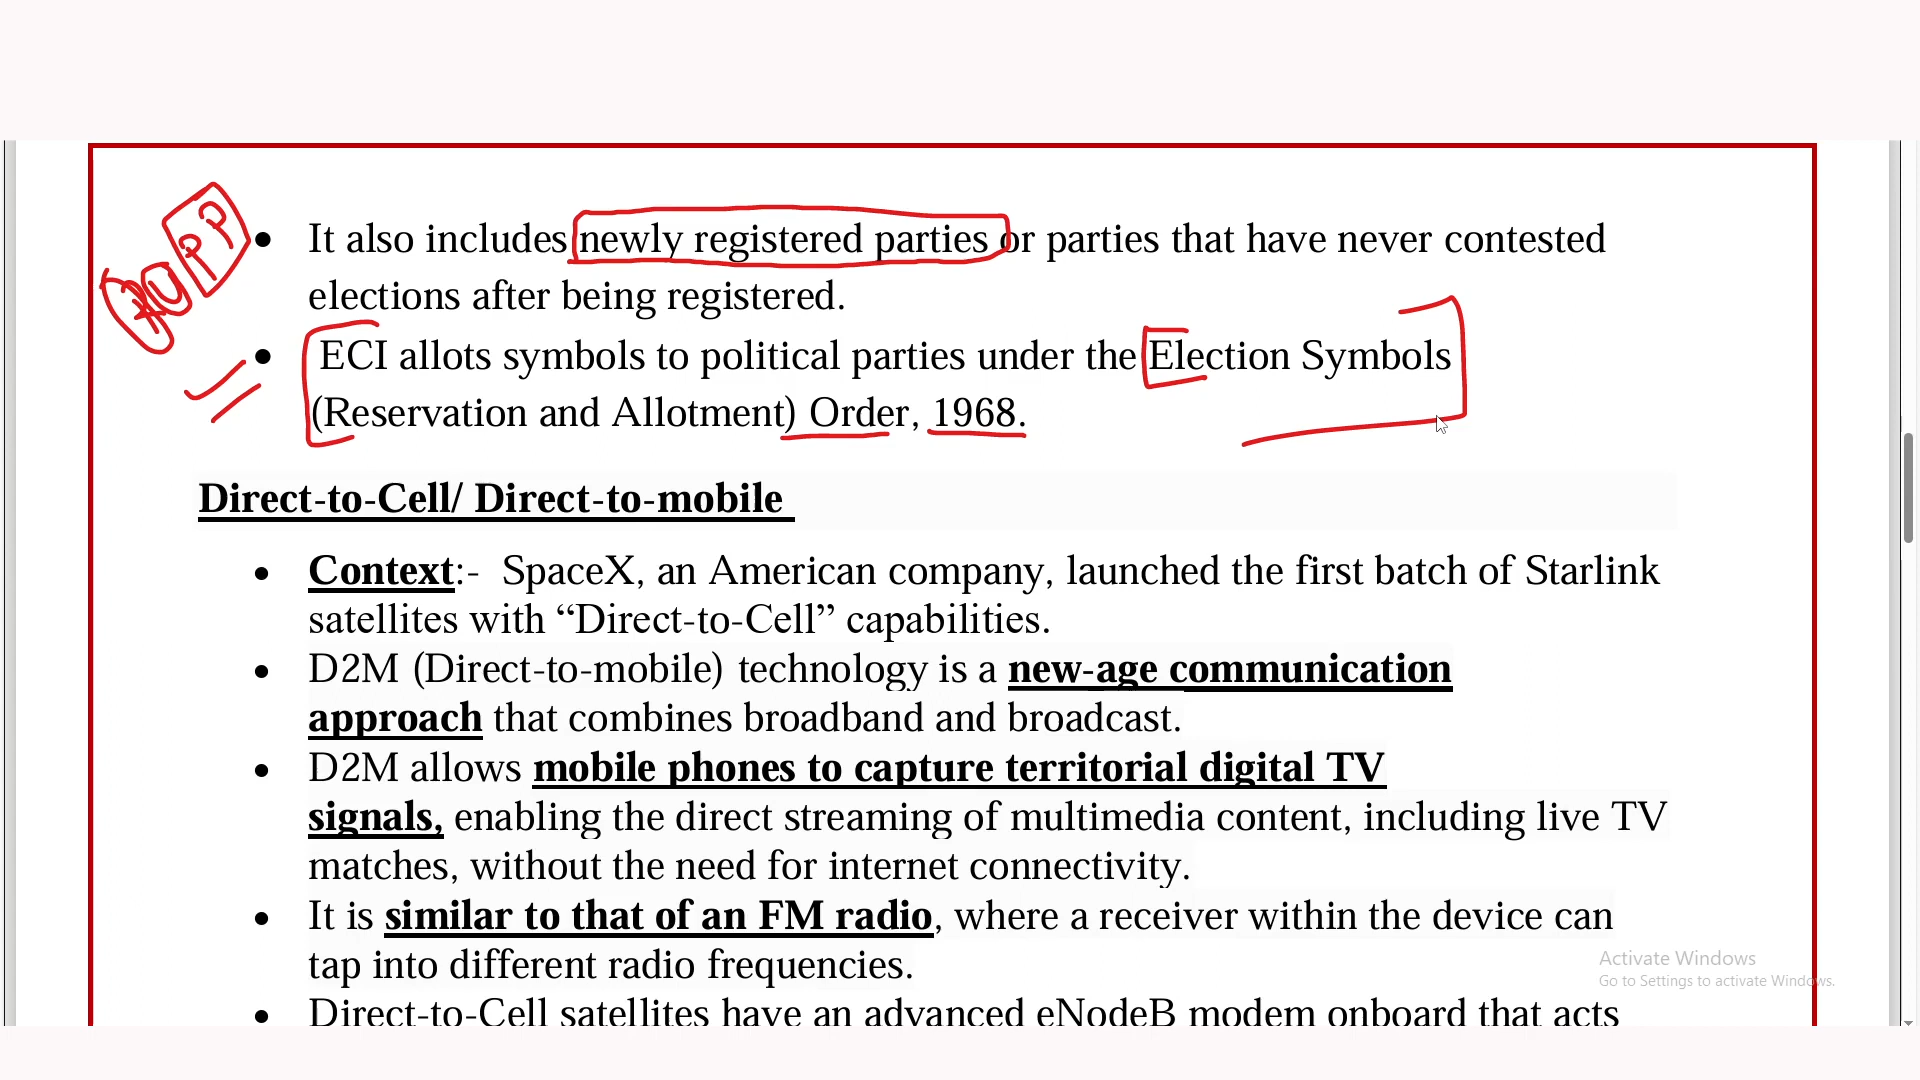 RUPP
• It also includes newly registered parties or parties that have never contested
elections after being registered.
• ECI allots symbols to political parties under the Election Symbols
(Reservation and Allotment) Order, 1968.
Direct-to-Cell/ Direct-to-mobile
• Context:- SpaceX, an American company, launched the first batch of Starlink
satellites with “Direct-to-Cell” capabilities.
• D2M (Direct-to-mobile) technology is a new-age communication
approach that combines broadband and broadcast.
• D2M allows mobile phones to capture territorial digital TV
signals, enabling the direct streaming of multimedia content, including live TV
matches, without the need for internet connectivity.
• It is similar to that of an FM radio, where a receiver within the device can
tap into different radio frequencies.
• Direct-to-Cell satellites have an advanced eNodeB modem onboard that acts
Activate Windows
Go to Settings to activate Windows.